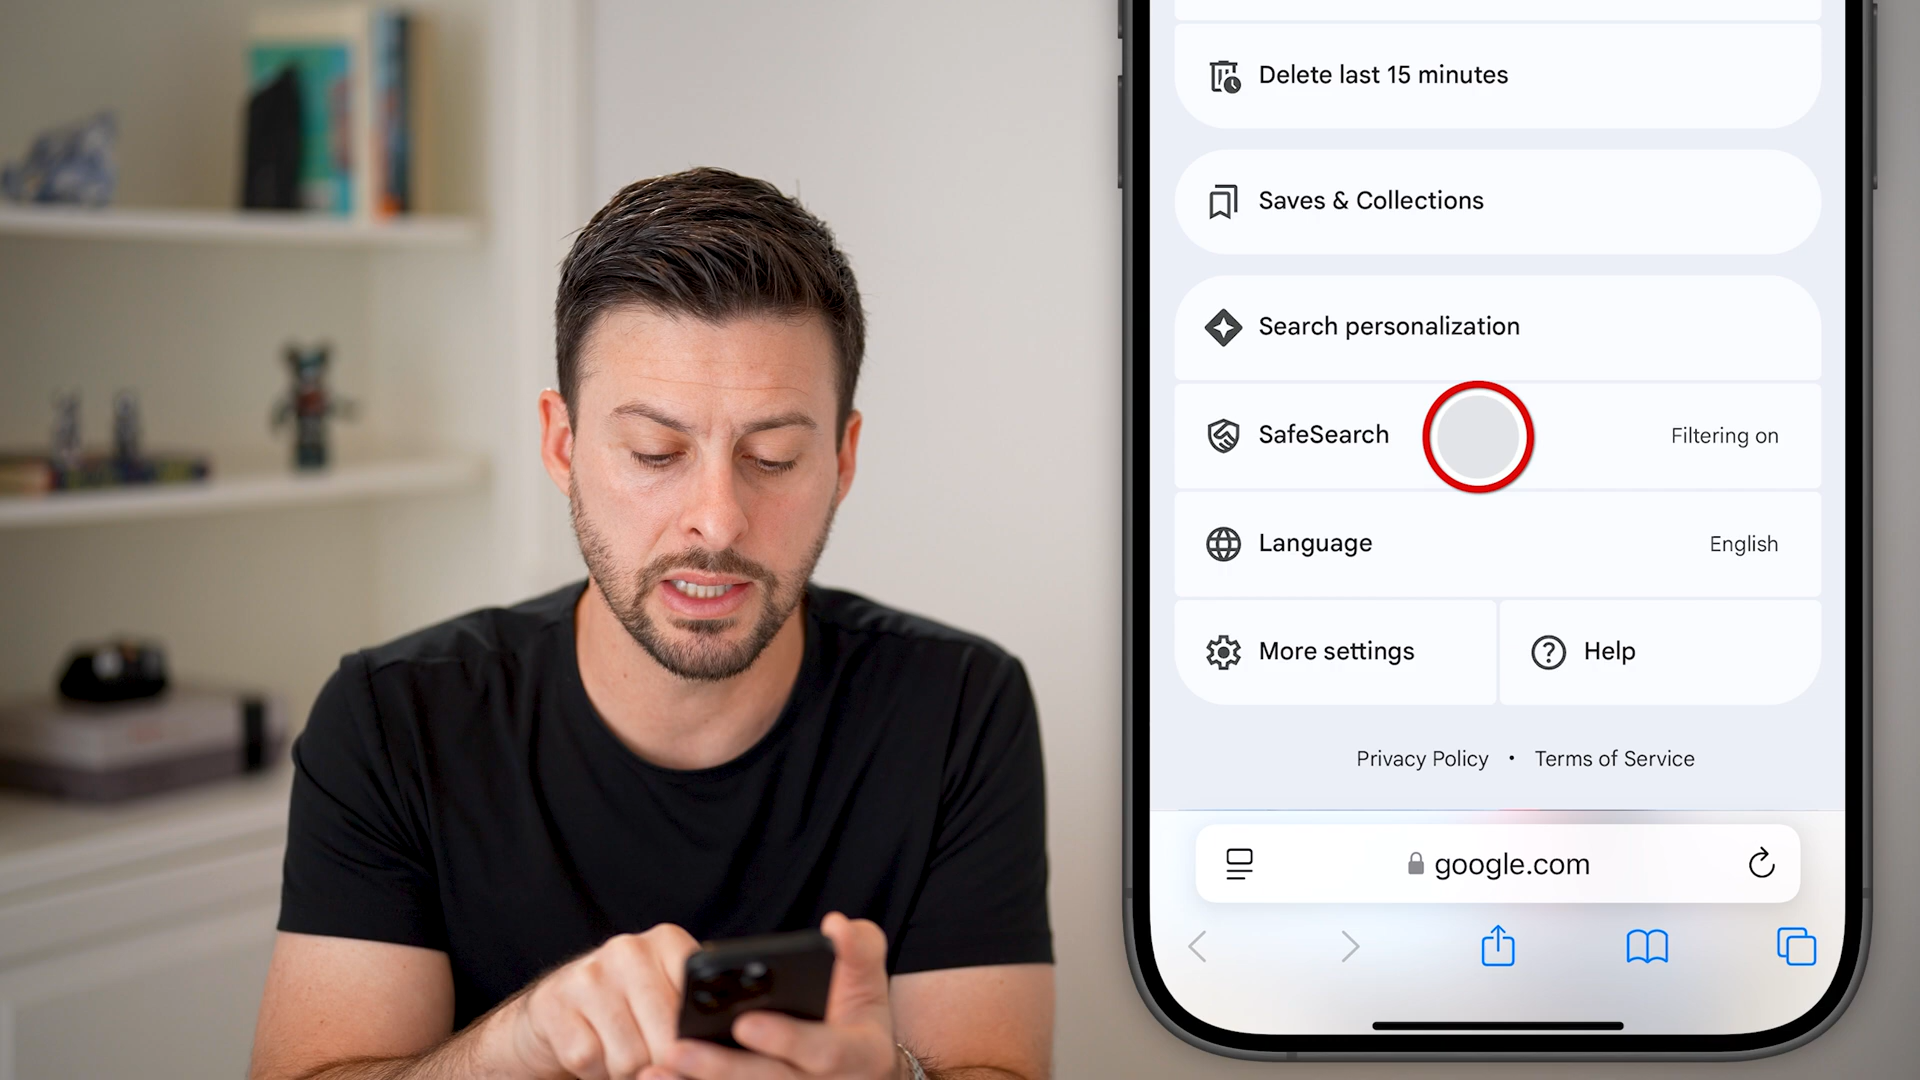 Delete last 15 minutes
Saves & Collections
Search personalization
SafeSearch
Filtering on
Language
English
More settings
Help
Privacy Policy • Terms of Service
google.com